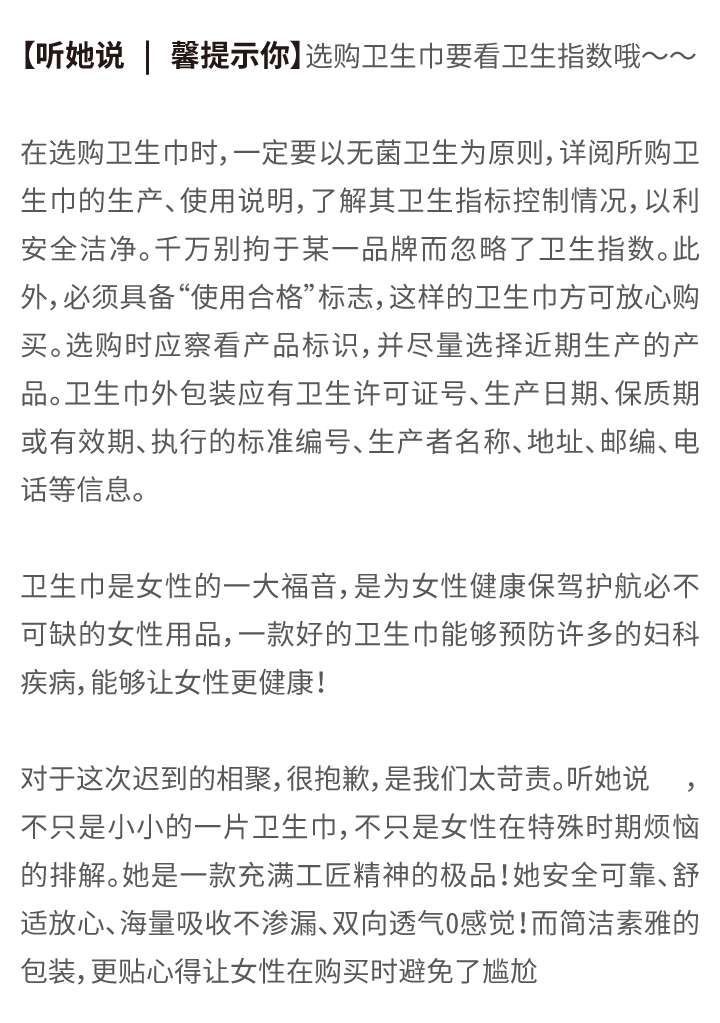 【听她说 | 馨提示你】选购卫生巾要看卫生指数哦～～
在选购卫生巾时，一定要以无菌卫生为原则，详阅所购卫
生巾的生产、使用说明，了解其卫生指标控制情况，以利
安全洁净。千万别拘于某一品牌而忽略了卫生指数。此
外，必须具备“使用合格”标志，这样的卫生巾方可放心购
买。选购时应察看产品标识，并尽量选择近期生产的产
品。卫生巾外包装应有卫生许可证号、生产日期、保质期
或有效期、执行的标准编号、生产者名称、地址、邮编、电
话等信息。
卫生巾是女性的一大福音，是为女性健康保驾护航必不
可缺的女性用品，一款好的卫生巾能够预防许多的妇科
疾病，能够让女性更健康！
对于这次迟到的相聚，很抱歉，是我们太苛责。听她说 ，
不只是小小的一片卫生巾，不只是女性在特殊时期烦恼
的排解。她是一款充满工匠精神的极品！她安全可靠、舒
适放心、海量吸收不渗漏、双向透气0感觉！而简洁素雅的
包装，更贴心得让女性在购买时避免了尴尬